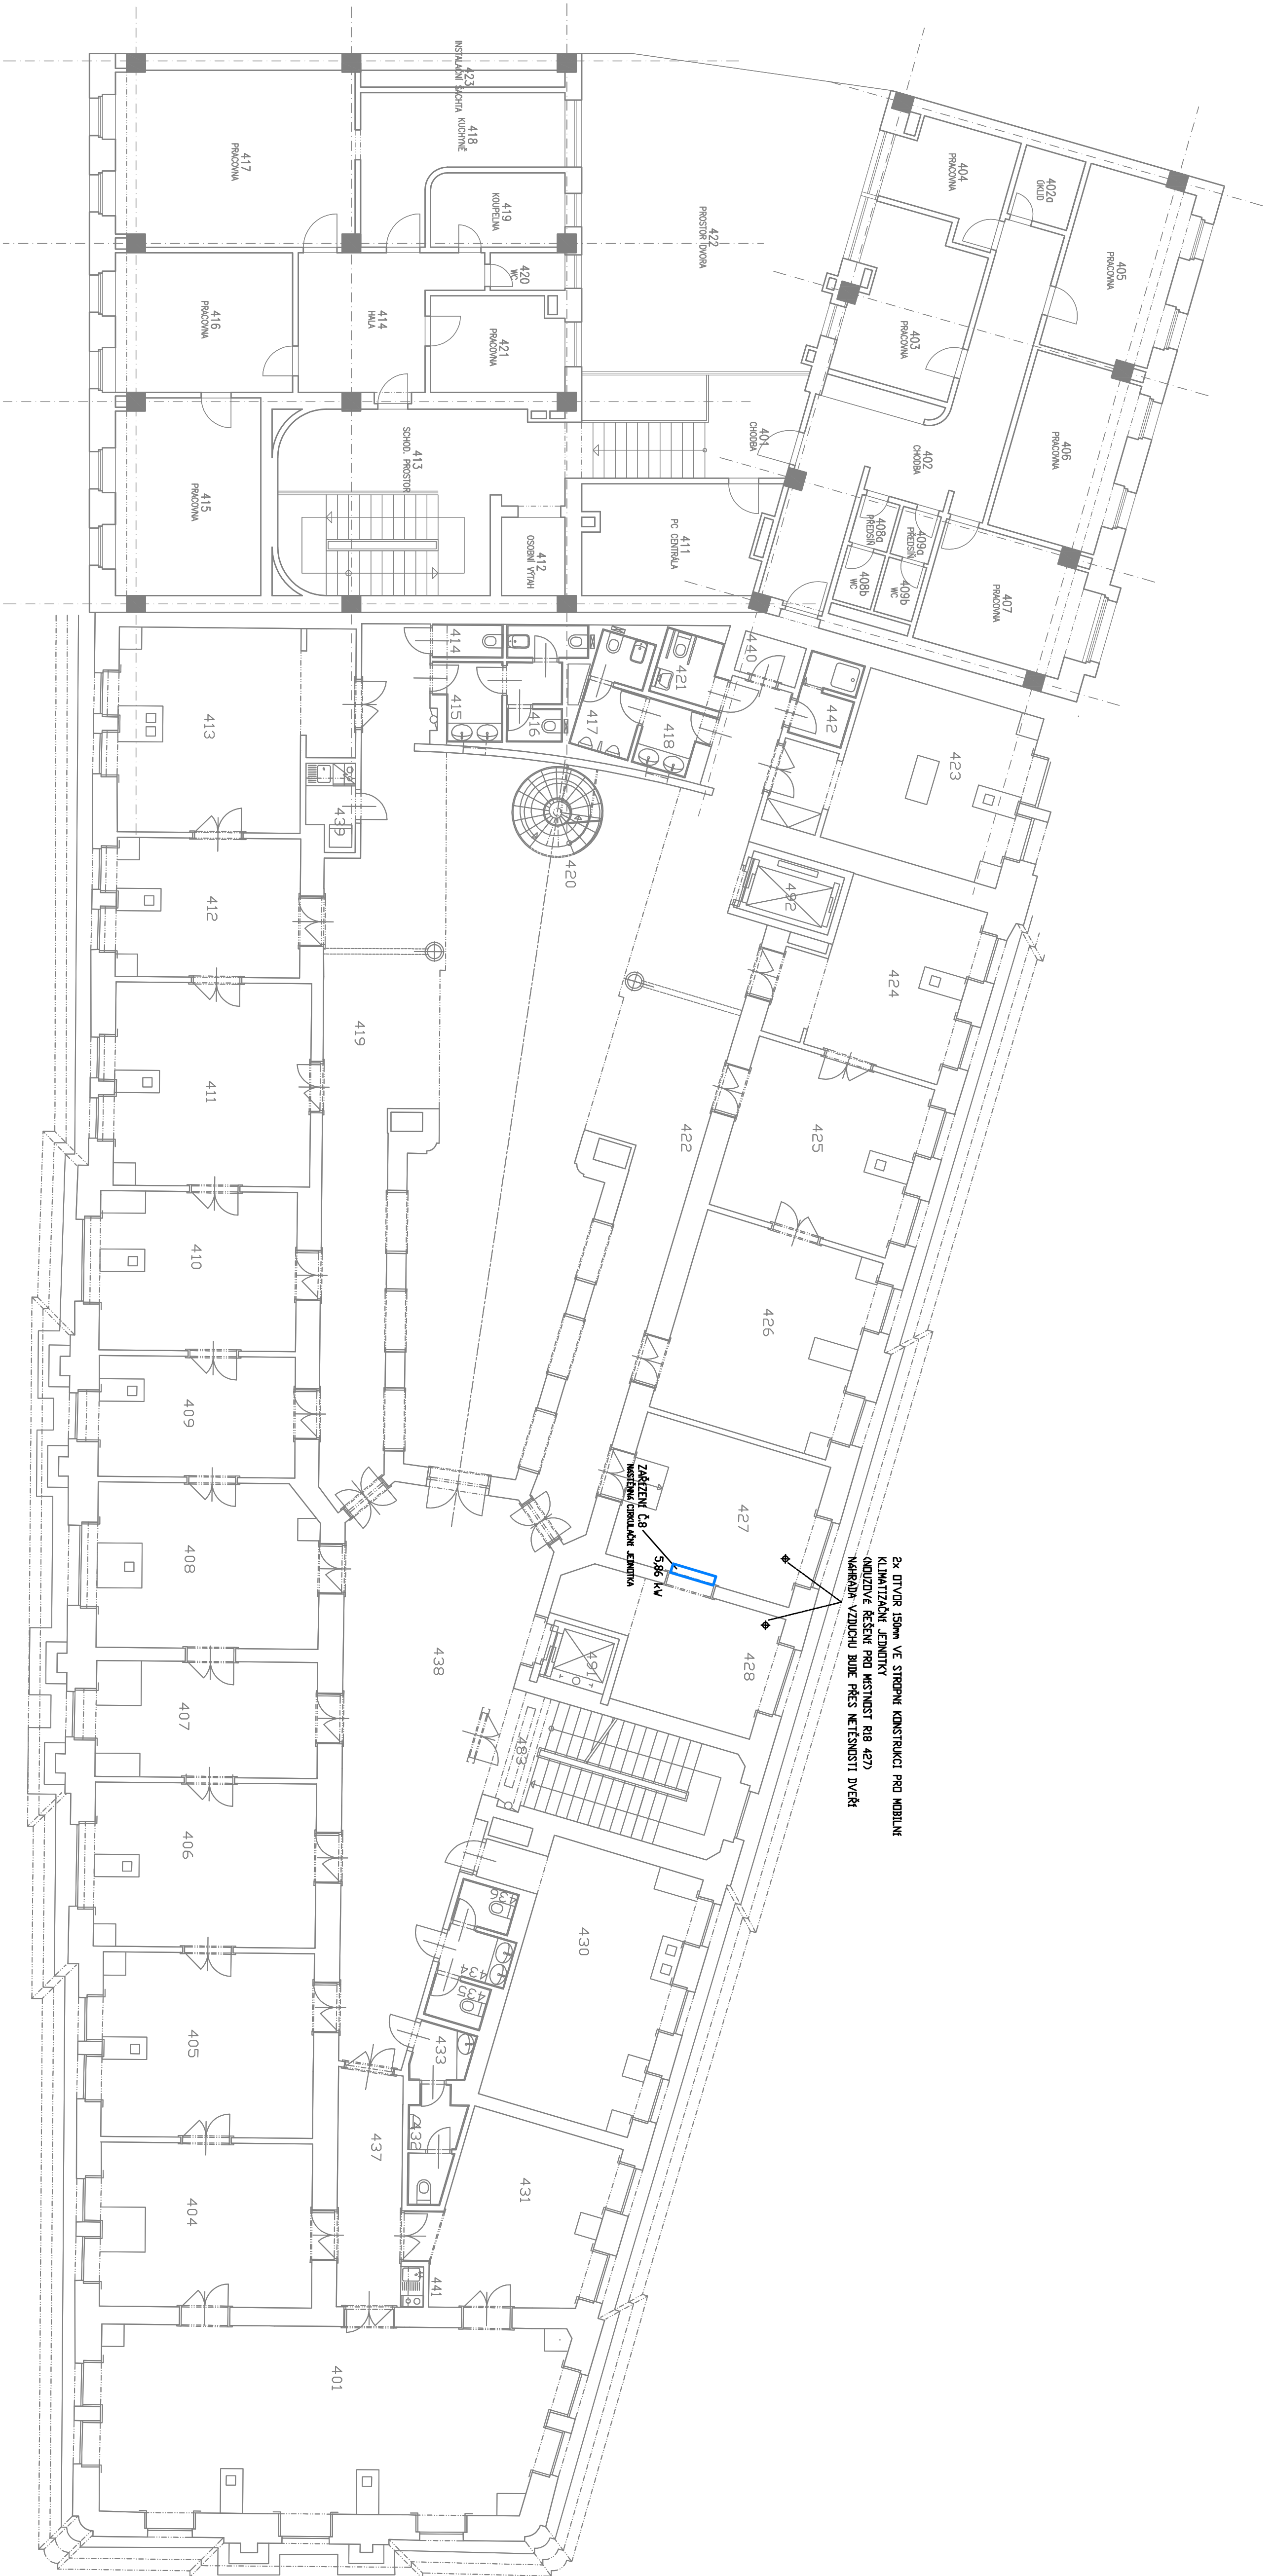 423
INSTALAČNÍ ŠACHTA KUCHYNĚ
418
417
PRACOVNA
419
KOUPELNA
420
WC
422
PROSTOR DVORA
404
PRACOVNA
402a
ÚKLID
405
PRACOVNA
403
PRACOVNA
416
PRACOVNA
414
HALA
421
PRACOVNA
401
CHODBA
402
CHODBA
406
PRACOVNA
413
SCHOD. PROSTOR
415
PRACOVNA
412
OSOBNÍ VÝTAH
411
PC CENTRÁLA
408a
PŘEDSÍŇ
409a
PŘEDSÍŇ
408b
WC
409b
WC
407
PRACOVNA
414
415
416
417
418
421
440
442
423
413
439
420
492
424
412
419
411
422
425
410
426
409
427
408
428
438
491
483
407
406
436
434
435
430
405
433
432
437
431
404
441
401
ZAŘÍZENÍ Č.8
NÁSTĚNNÁ CIRKULAČNÍ JEDNOTKA
5,86 kW
2x OTVOR 150mm VE STROPNÍ KONSTRUKCI PRO MOBILNÍ
KLIMATIZAČNÍ JEDNOTKY
(NOUZOVÉ ŘEŠENÍ PRO MÍSTNOST R18 427)
NÁHRADA VZDUCHU BUDE PŘES NETĚSNOSTI DVEŘÍ